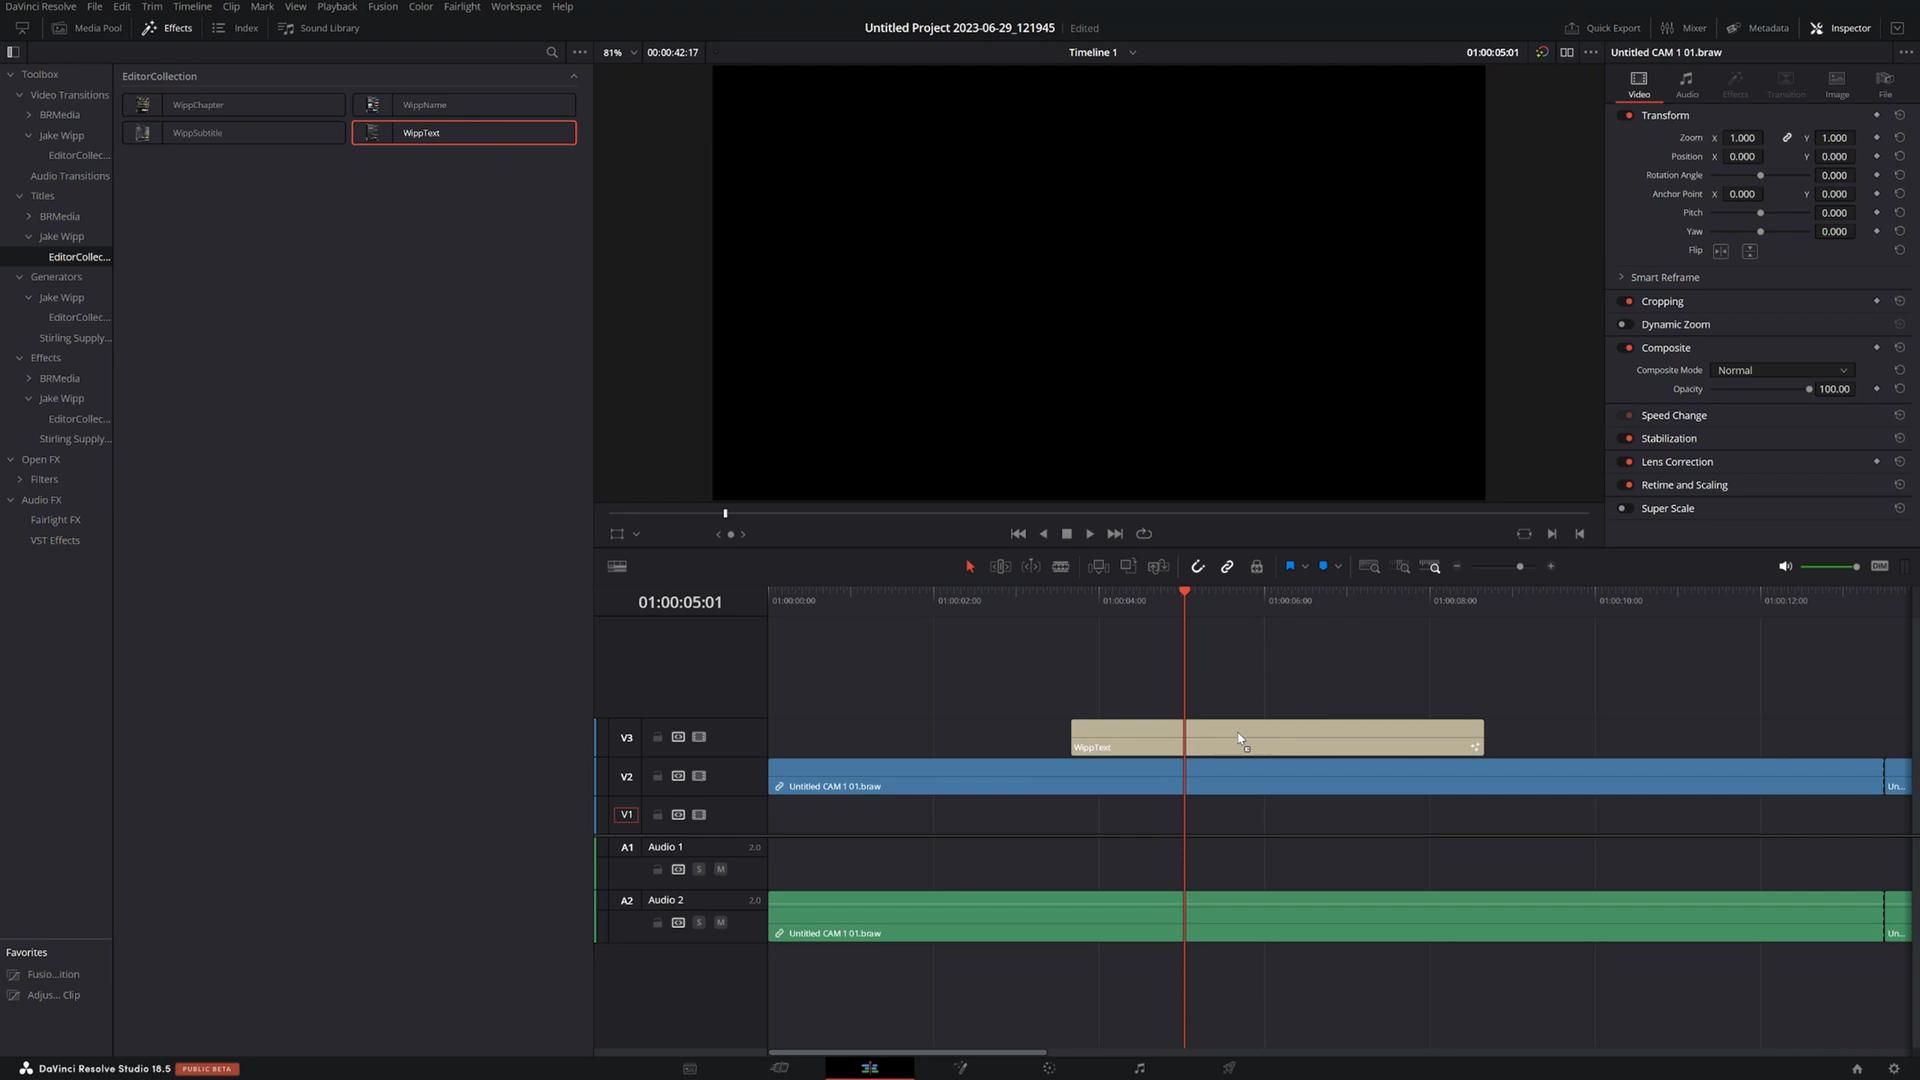 DaVinci Resolve File Edit Trim Timeline Clip Mark View Playback Fusion Color Fairlight Workspace Help
Media Pool Effects Index Sound Library Untitled Project 2023-06-29_121945 Edited Quick Export Mixer Metadata Inspector
81% 00:00:42:17 Timeline 1 01:00:05:01 Untitled CAM 1 01.braw
Toolbox
Video Transitions
BRMedia
Jake Wipp
EditorCollec...
Audio Transitions
Titles
BRMedia
Jake Wipp
EditorCollec...
Generators
Jake Wipp
EditorCollec...
Stirling Supply...
Effects
BRMedia
Jake Wipp
EditorCollec...
Stirling Supply...
Open FX
Filters
Audio FX
Fairlight FX
VST Effects
Favorites
Fusio...ition
Adjus... Clip
EditorCollection
WippChapter WippName
WippSubtitle WippText
Video Audio Effects Transition Image File
Transform
Zoom X 1.000 Y 1.000
Position X 0.000 Y 0.000
Rotation Angle 0.000
Anchor Point X 0.000 Y 0.000
Pitch 0.000
Yaw 0.000
Flip
Smart Reframe
Cropping
Dynamic Zoom
Composite
Composite Mode Normal
Opacity 100.00
Speed Change
Stabilization
Lens Correction
Retime and Scaling
Super Scale
DIM
01:00:05:01 01:00:00:00 01:00:02:00 01:00:04:00 01:00:06:00 01:00:08:00 01:00:10:00 01:00:12:00
V3 WippText
V2 Untitled CAM 1 01.braw Un...
V1
A1 Audio 1 2.0
S M
A2 Audio 2 2.0
S M
Untitled CAM 1 01.braw Un...
DaVinci Resolve Studio 18.5 PUBLIC BETA